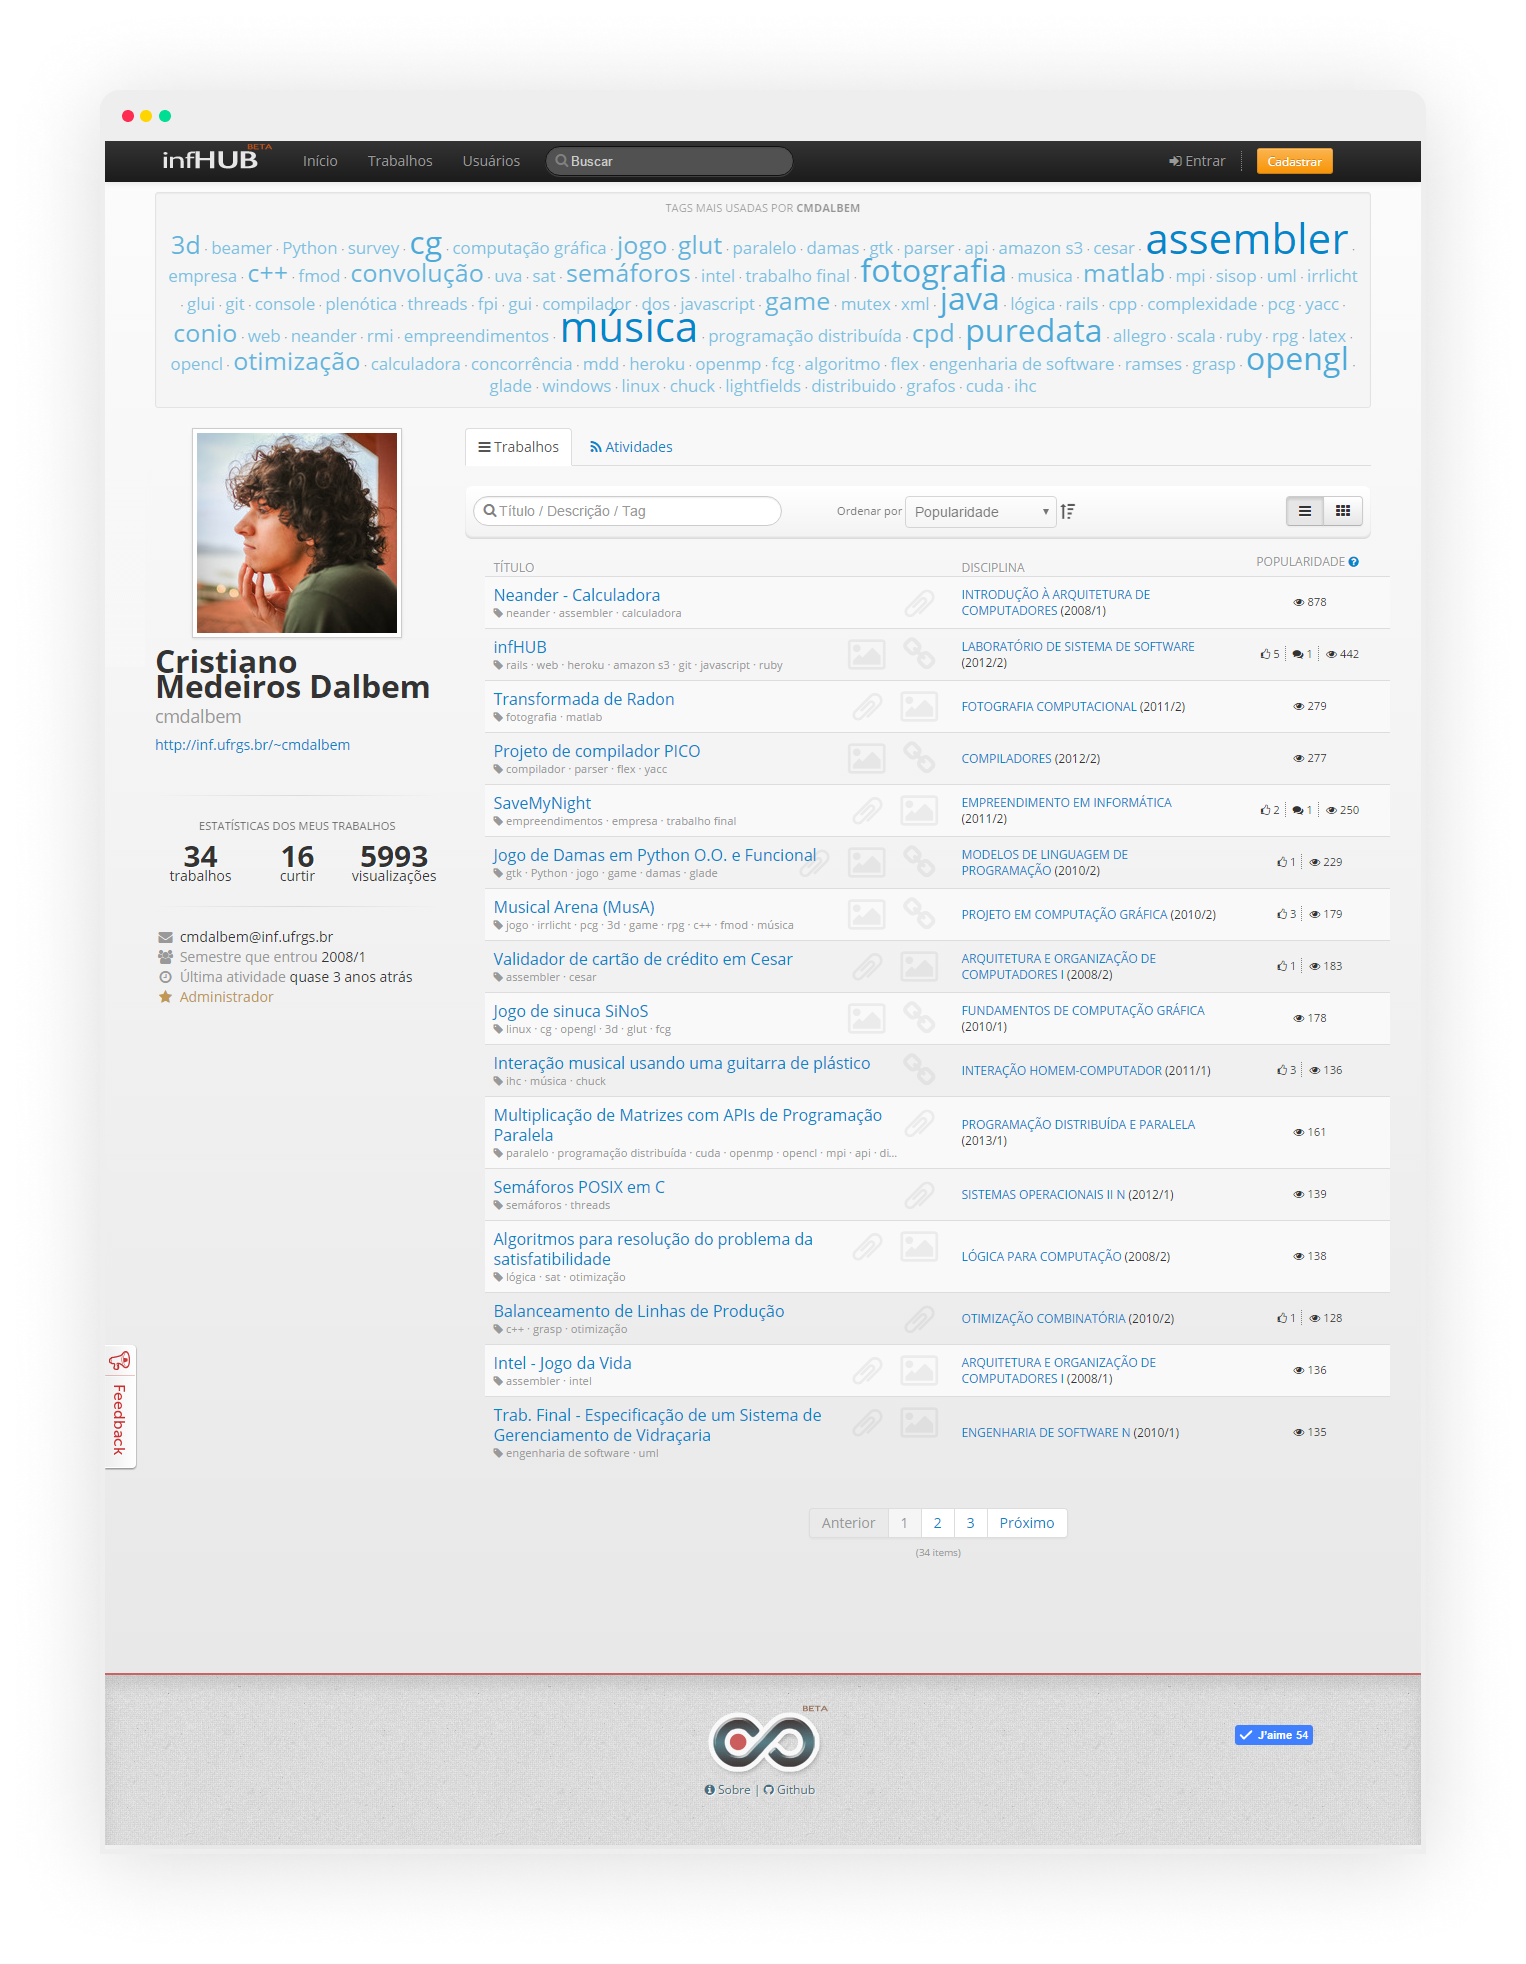 infHUB BETA Início Trabalhos Usuários Buscar Entrar Cadastrar
TAGS MAIS USADAS POR CMDALBEM
3d · beamer · Python · survey · cg · computação gráfica · jogo · glut · paralelo · damas · gtk · parser · api · amazon s3 · cesar · assembler ·
empresa · c++ · fmod · convolução · uva · sat · semáforos · intel · trabalho final · fotografia · musica · matlab · mpi · sisop · uml · irrlicht
· glui · git · console · plenótica · threads · fpi · gui · compilador · dos · javascript · game · mutex · xml · java · lógica · rails · cpp · complexidade · pcg · yacc ·
conio · web · neander · rmi · empreendimentos · música · programação distribuída · cpd · puredata · allegro · scala · ruby · rpg · latex ·
opencl · otimização · calculadora · concorrência · mdd · heroku · openmp · fcg · algoritmo · flex · engenharia de software · ramses · grasp · opengl ·
glade · windows · linux · chuck · lightfields · distribuido · grafos · cuda · ihc
Cristiano
Medeiros Dalbem
cmdalbem
http://inf.ufrgs.br/~cmdalbem
ESTATÍSTICAS DOS MEUS TRABALHOS
34 16 5993
trabalhos curtir visualizações
cmdalbem@inf.ufrgs.br
Semestre que entrou 2008/1
Última atividade quase 3 anos atrás
Administrador
Trabalhos Atividades
Título / Descrição / Tag Ordenar por Popularidade
TÍTULO DISCIPLINA POPULARIDADE
Neander - Calculadora
neander · assembler · calculadora
INTRODUÇÃO À ARQUITETURA DE
COMPUTADORES (2008/1)
878
infHUB
rails · web · heroku · amazon s3 · git · javascript · ruby
LABORATÓRIO DE SISTEMA DE SOFTWARE
(2012/2)
5 1 442
Transformada de Radon
fotografia · matlab
FOTOGRAFIA COMPUTACIONAL (2011/2)
279
Projeto de compilador PICO
compilador · parser · flex · yacc
COMPILADORES (2012/2)
277
SaveMyNight
empreendimentos · empresa · trabalho final
EMPREENDIMENTO EM INFORMÁTICA
(2011/2)
2 1 250
Jogo de Damas em Python O.O. e Funcional
gtk · Python · jogo · game · damas · glade
MODELOS DE LINGUAGEM DE
PROGRAMAÇÃO (2010/2)
1 229
Musical Arena (MusA)
jogo · irrlicht · pcg · 3d · game · rpg · c++ · fmod · música
PROJETO EM COMPUTAÇÃO GRÁFICA (2010/2)
3 179
Validador de cartão de crédito em Cesar
assembler · cesar
ARQUITETURA E ORGANIZAÇÃO DE
COMPUTADORES I (2008/2)
1 183
Jogo de sinuca SiNoS
linux · cg · opengl · 3d · glut · fcg
FUNDAMENTOS DE COMPUTAÇÃO GRÁFICA
(2010/1)
178
Interação musical usando uma guitarra de plástico
ihc · música · chuck
INTERAÇÃO HOMEM-COMPUTADOR (2011/1)
3 136
Multiplicação de Matrizes com APIs de Programação
Paralela
paralelo · programação distribuída · cuda · openmp · opencl · mpi · api · di...
PROGRAMAÇÃO DISTRIBUÍDA E PARALELA
(2013/1)
161
Semáforos POSIX em C
semáforos · threads
SISTEMAS OPERACIONAIS II N (2012/1)
139
Algoritmos para resolução do problema da
satisfatibilidade
lógica · sat · otimização
LÓGICA PARA COMPUTAÇÃO (2008/2)
138
Balanceamento de Linhas de Produção
c++ · grasp · otimização
OTIMIZAÇÃO COMBINATÓRIA (2010/2)
1 128
Intel - Jogo da Vida
assembler · intel
ARQUITETURA E ORGANIZAÇÃO DE
COMPUTADORES I (2008/1)
136
Trab. Final - Especificação de um Sistema de
Gerenciamento de Vidraçaria
engenharia de software · uml
ENGENHARIA DE SOFTWARE N (2010/1)
135
Feedback
Anterior 1 2 3 Próximo
(34 items)
BETA
J'aime 54
Sobre | Github